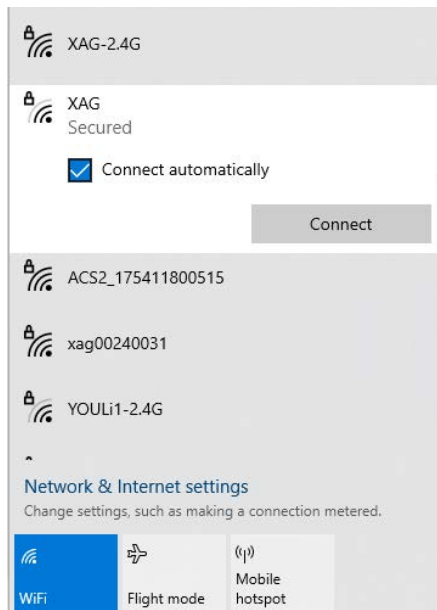 XAG-2.4G
XAG
Secured
Connect automatically
Connect
ACS2_175411800515
xag00240031
YOULi1-2.4G
Network & Internet settings
Change settings, such as making a connection metered.
WiFi
Flight mode
Mobile
hotspot